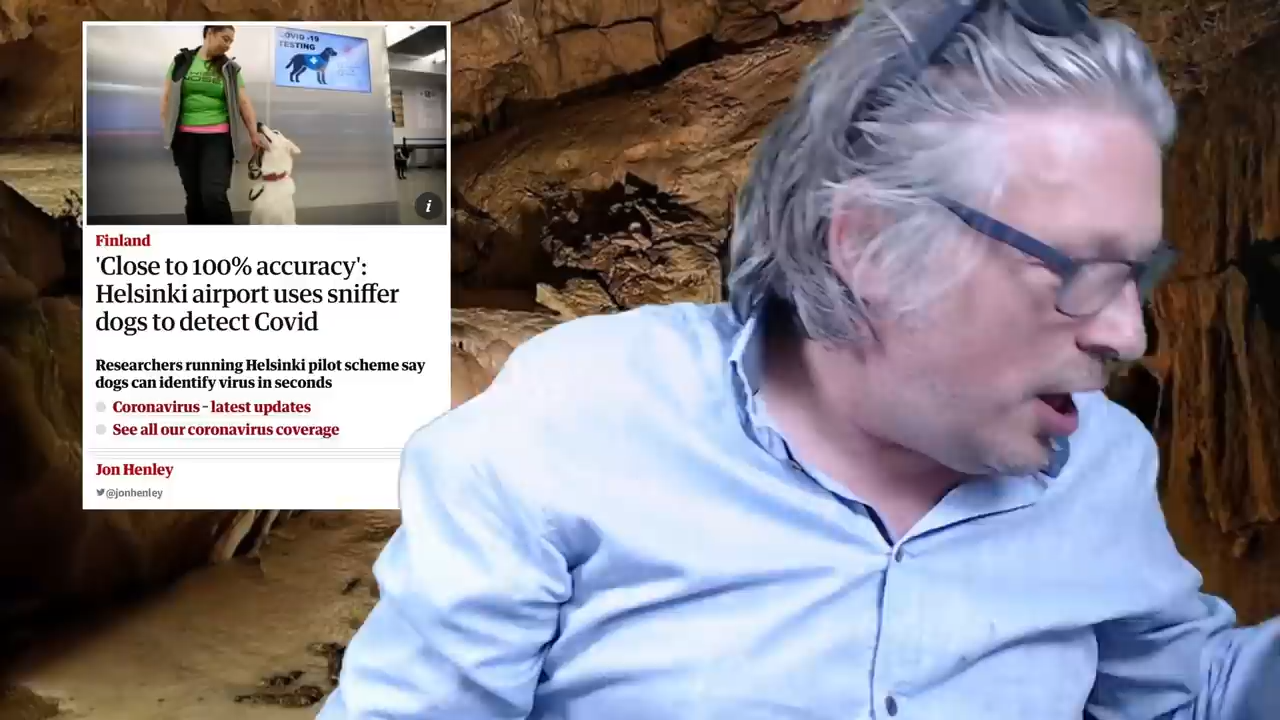 COVID-19
TESTING
WISE
NOSE
i
Finland
'Close to 100% accuracy':
Helsinki airport uses sniffer
dogs to detect Covid
Researchers running Helsinki pilot scheme say
dogs can identify virus in seconds
Coronavirus - latest updates
See all our coronavirus coverage
Jon Henley
@jonhenley